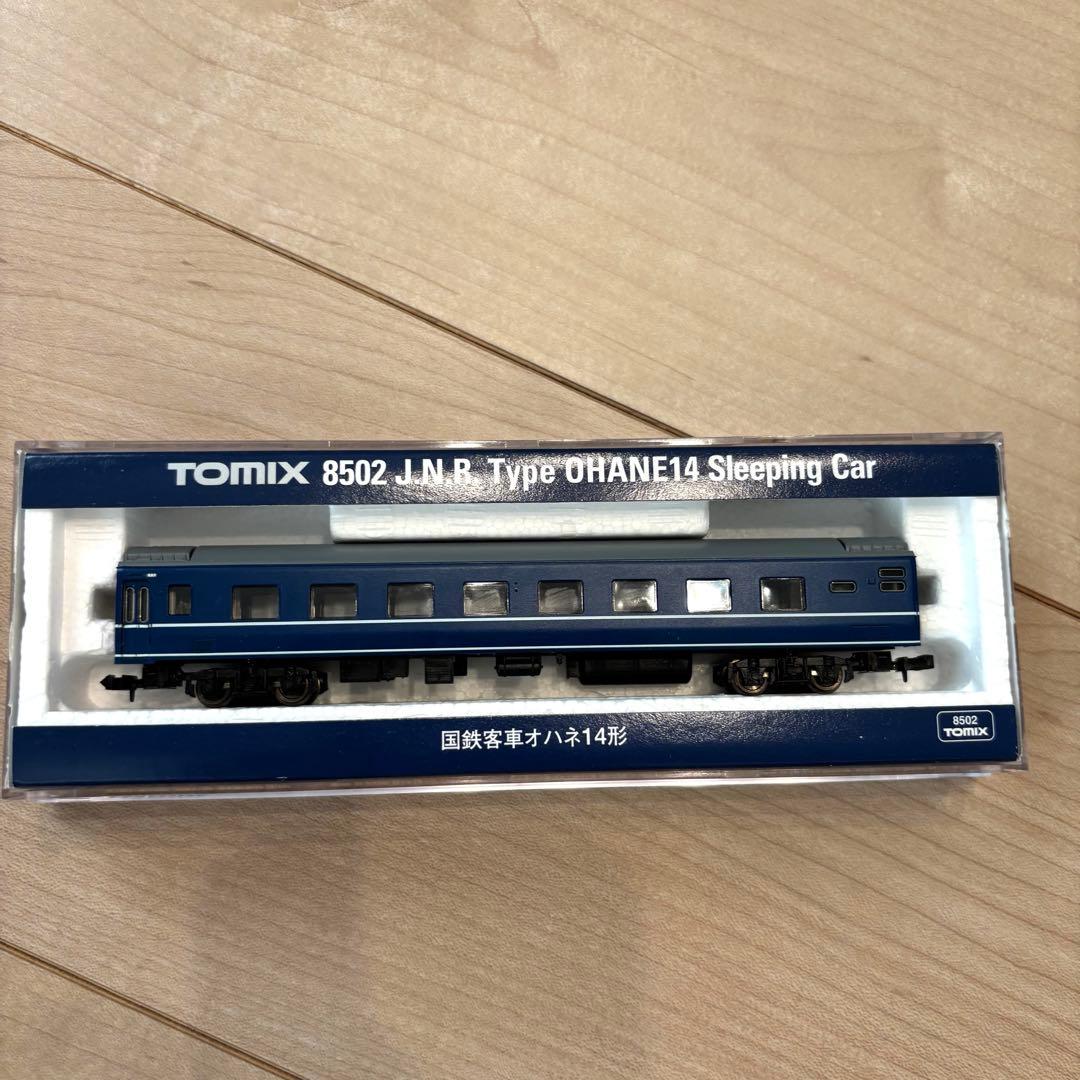 TOMIX 8502 J.N.R. Type OHANE14 Sleeping Car
国鉄客車オハネ14形
8502
TOMIX